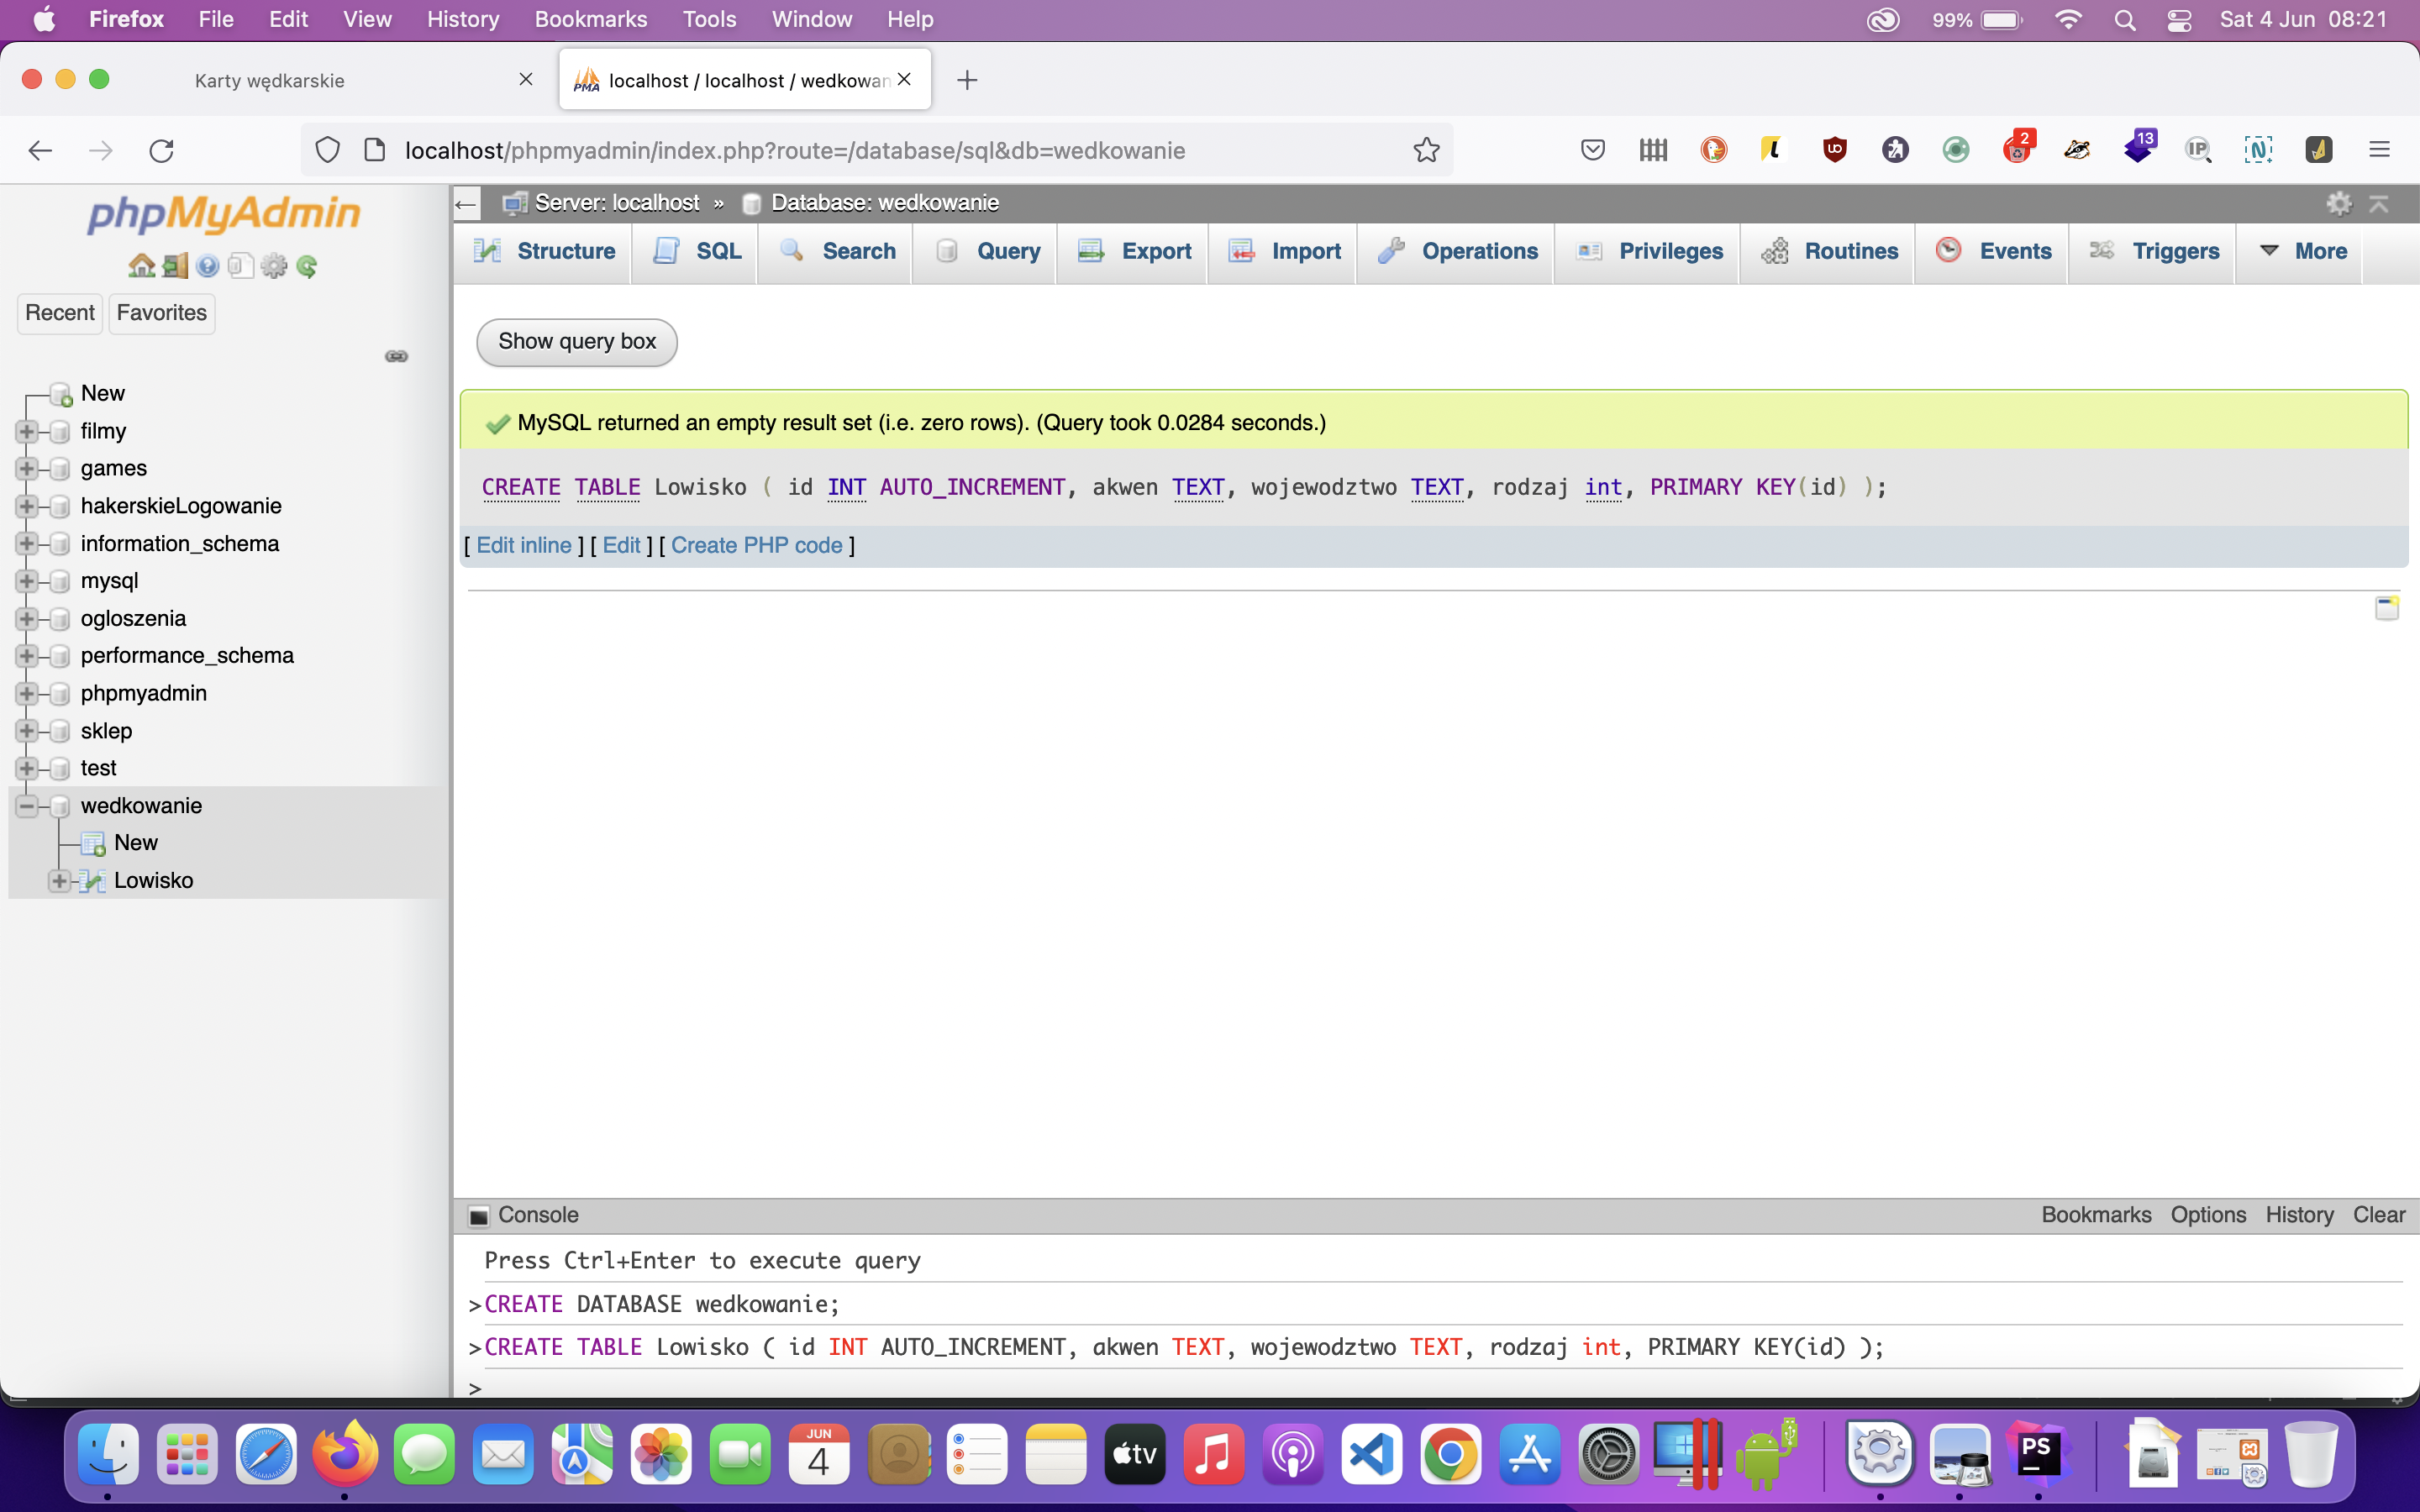 Firefox File Edit View History Bookmarks Tools Window Help 99% Sat 4 Jun 08:21
Karty wędkarskie
PMA localhost / localhost / wedkowan
localhost/phpmyadmin/index.php?route=/database/sql&db=wedkowanie
2 13 IP
phpMyAdmin
Recent Favorites
New
filmy
games
hakerskieLogowanie
information_schema
mysql
ogloszenia
performance_schema
phpmyadmin
sklep
test
wedkowanie
New
Lowisko
Server: localhost » Database: wedkowanie
Structure SQL Search Query Export Import Operations Privileges Routines Events Triggers More
Show query box
MySQL returned an empty result set (i.e. zero rows). (Query took 0.0284 seconds.)
CREATE TABLE Lowisko ( id INT AUTO_INCREMENT, akwen TEXT, wojewodztwo TEXT, rodzaj int, PRIMARY KEY(id) );
[ Edit inline ] [ Edit ] [ Create PHP code ]
Console Bookmarks Options History Clear
Press Ctrl+Enter to execute query
>CREATE DATABASE wedkowanie;
>CREATE TABLE Lowisko ( id INT AUTO_INCREMENT, akwen TEXT, wojewodztwo TEXT, rodzaj int, PRIMARY KEY(id) );
>
JUN
4
tv
PS